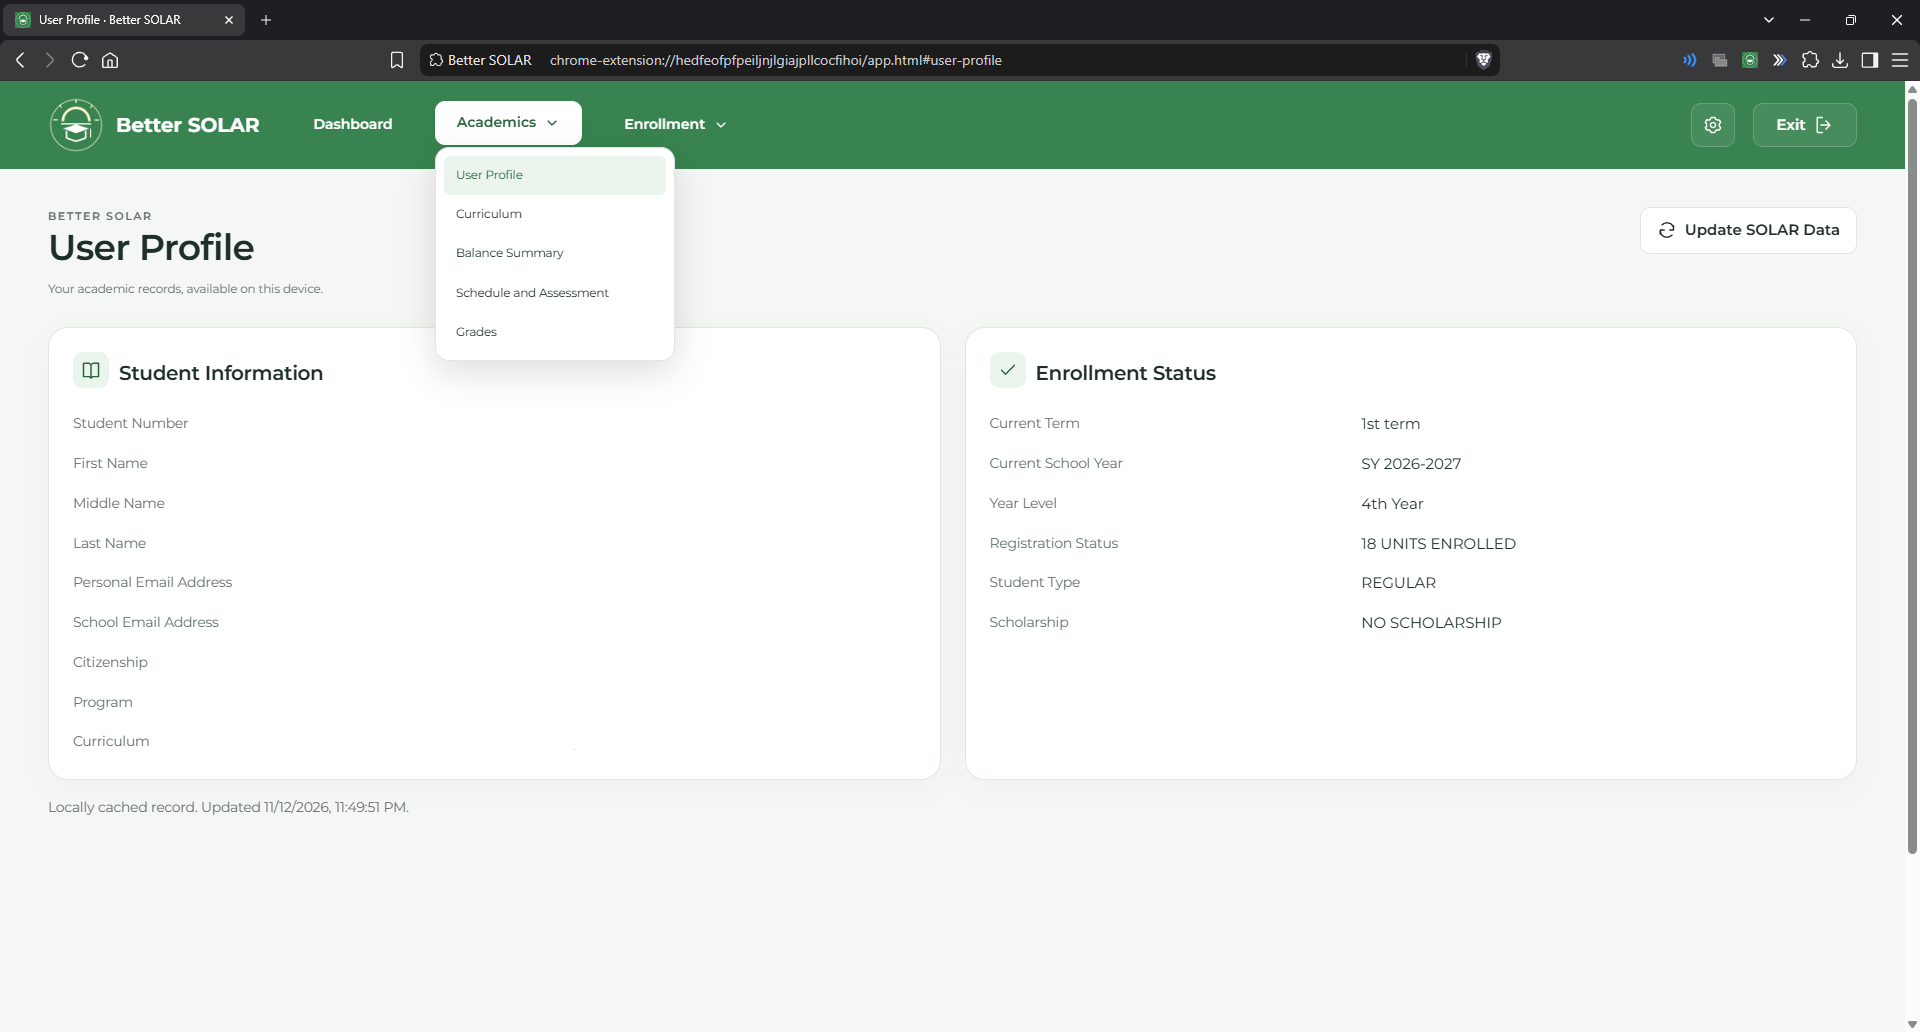 User Profile · Better SOLAR
Better SOLAR chrome-extension://hedfeofpfpeiljnjlgiajpllcocfihoi/app.html#user-profile
Better SOLAR
Dashboard
Academics
Enrollment
Exit
User Profile
Curriculum
Balance Summary
Schedule and Assessment
Grades
BETTER SOLAR
User Profile
Your academic records, available on this device.
Update SOLAR Data
Student Information
Student Number
First Name
Middle Name
Last Name
Personal Email Address
School Email Address
Citizenship
Program
Curriculum
Enrollment Status
Current Term 1st term
Current School Year SY 2026-2027
Year Level 4th Year
Registration Status 18 UNITS ENROLLED
Student Type REGULAR
Scholarship NO SCHOLARSHIP
Locally cached record. Updated 11/12/2026, 11:49:51 PM.